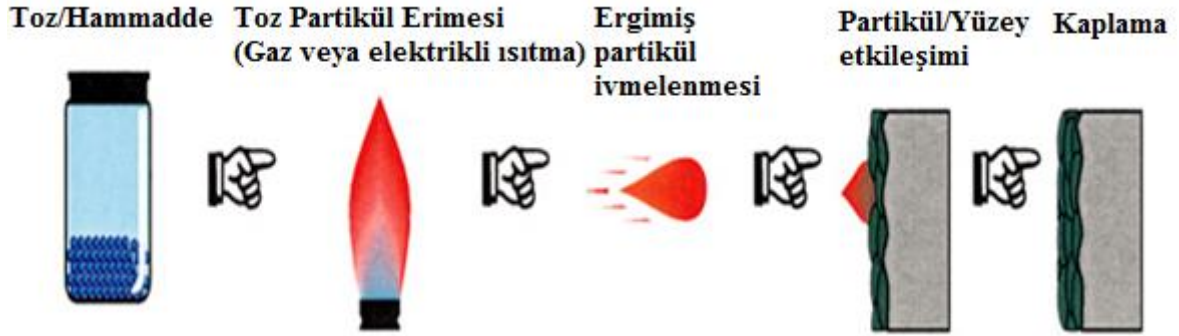 Toz/Hammadde
Toz Partikül Erimesi
(Gaz veya elektrikli ısıtma)
Ergimiş
partikül
ivmelenmesi
Partikül/Yüzey
etkileşimi
Kaplama